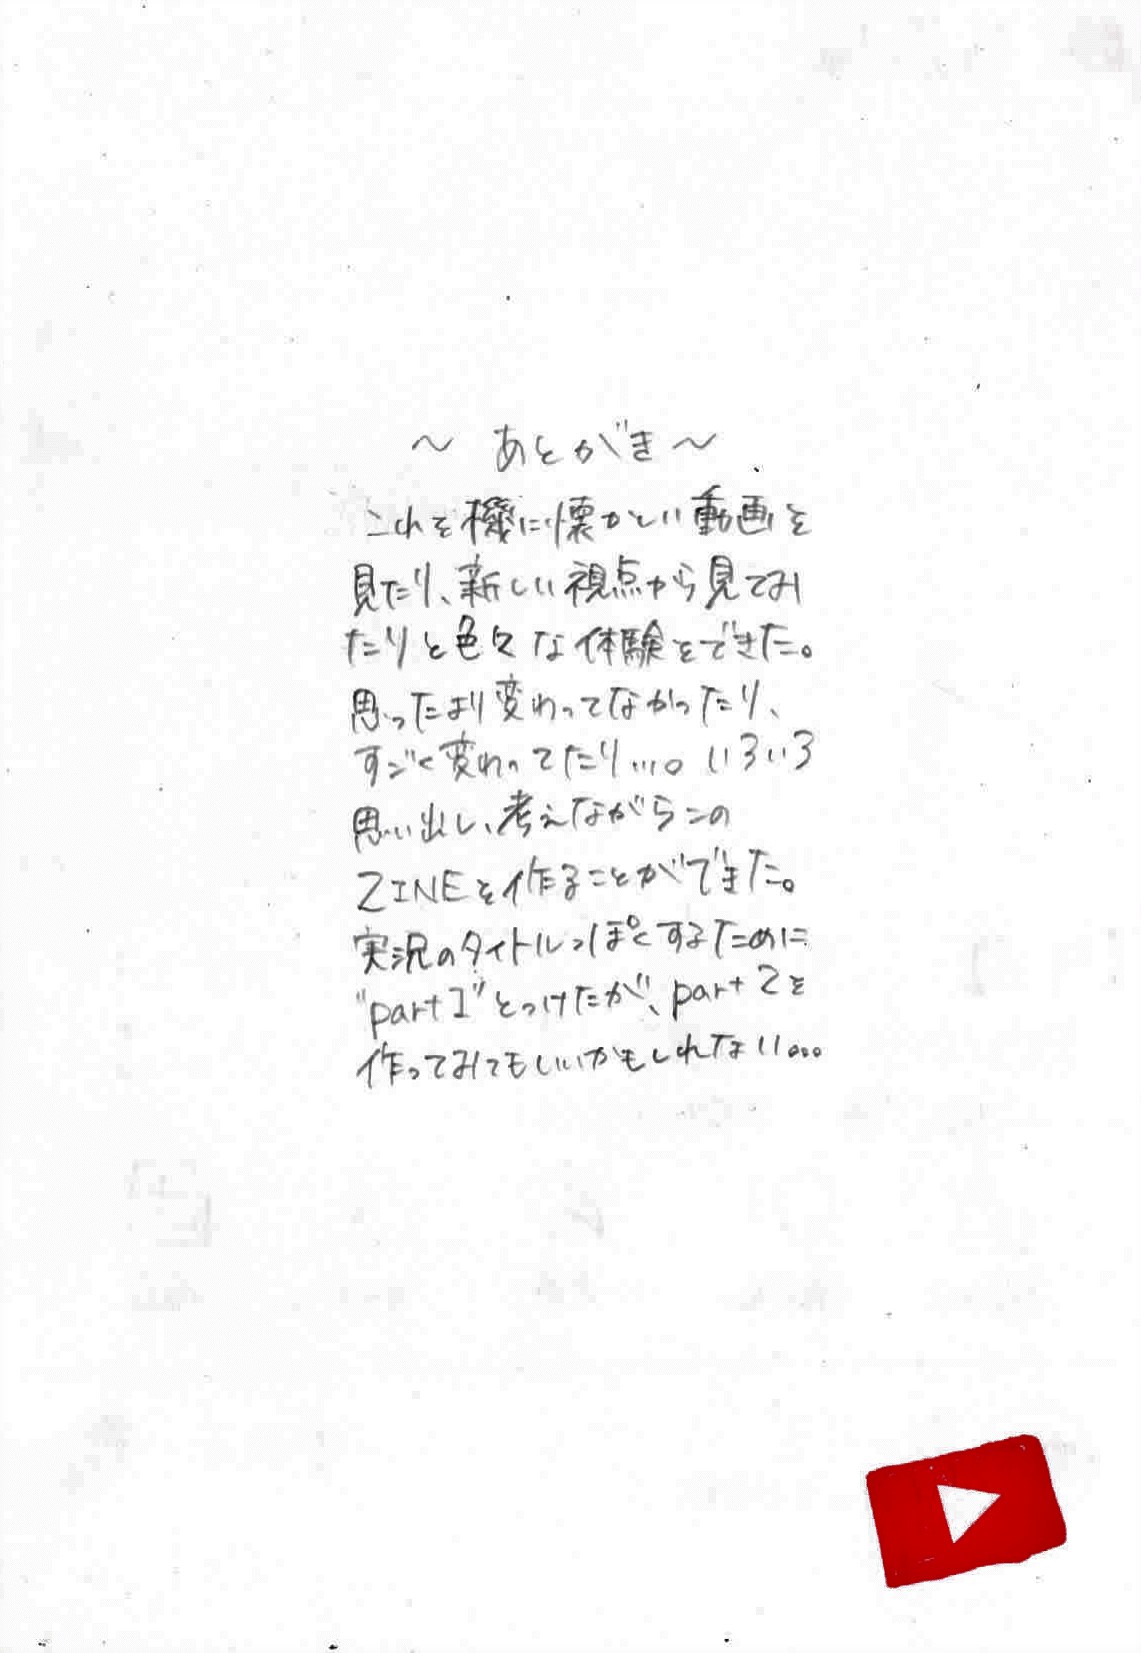 〜 あとがき 〜
これを機に懐かしい動画を
見たり、新しい視点から見てみ
たりと色々な体験をできた。
思ったより変わってなかったり、
すごく変わってたり…。いろいろ
思い出し、考えながらこの
ZINEを作ることができた。
実況のタイトルっぽくするために
"part1"とつけたが、part2を
作ってみてもいいかもしれない...